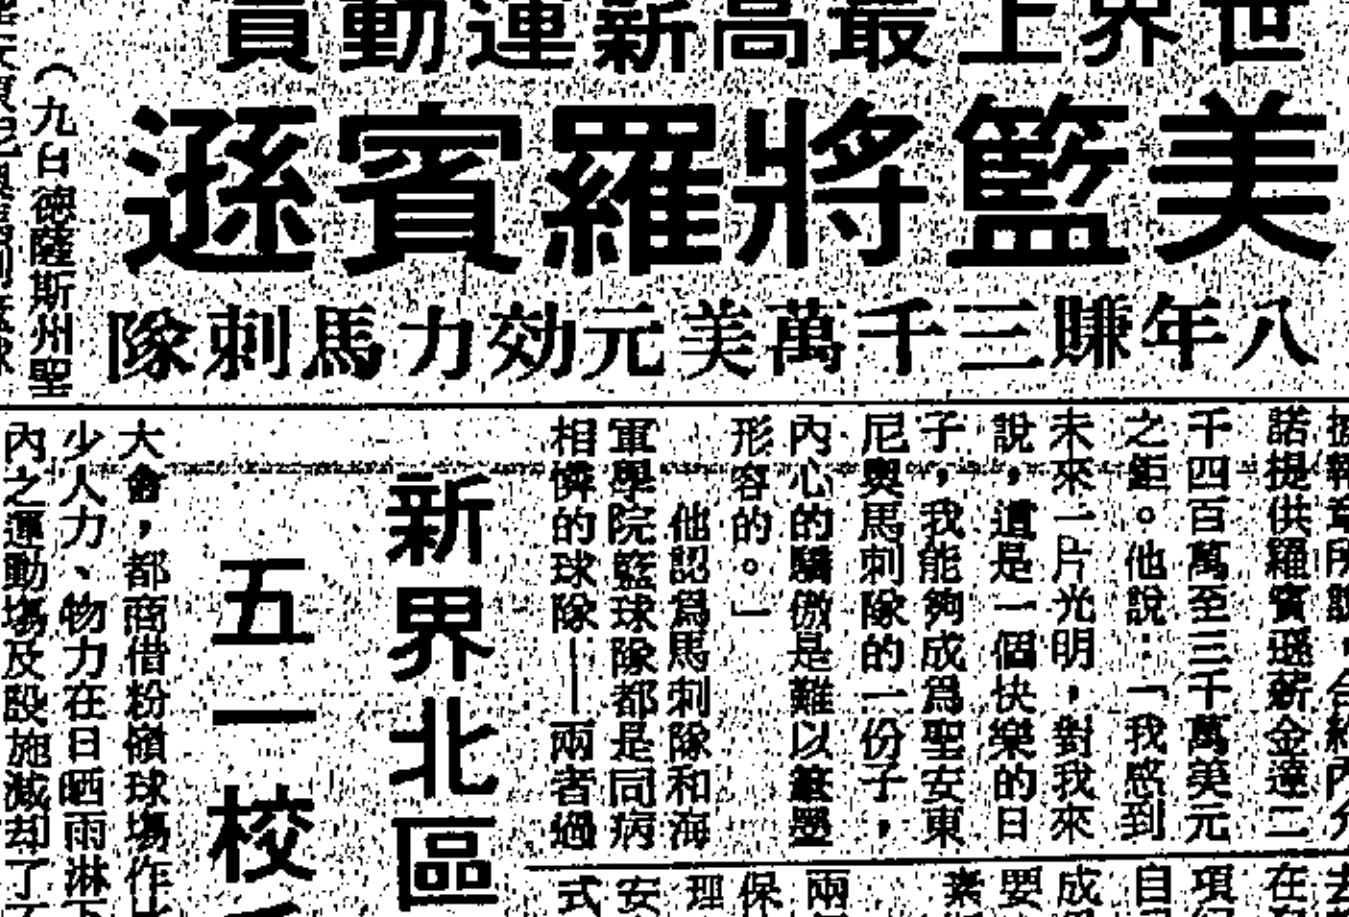 世界上最高新運動員
美籃將羅賓遜
八年賺三千萬美元効力馬刺隊
（九日德薩斯州聖
諾提供羅賓遜薪金達二
千四百萬至三千萬美元
之鉅。他說：「我感到
未來一片光明，對我來
說，這是一個快樂的日
子，我能夠成爲聖安東
尼奧馬刺隊的一份子，
內心的驕傲是難以筆墨
形容的。」
他認爲馬刺隊和海
軍學院籃球隊都是同病
相憐的球隊——兩者過
新界北區
五一校
大會，都商借粉嶺球場作
少人力、物力在日晒雨淋下
內之運動場及設施減却了